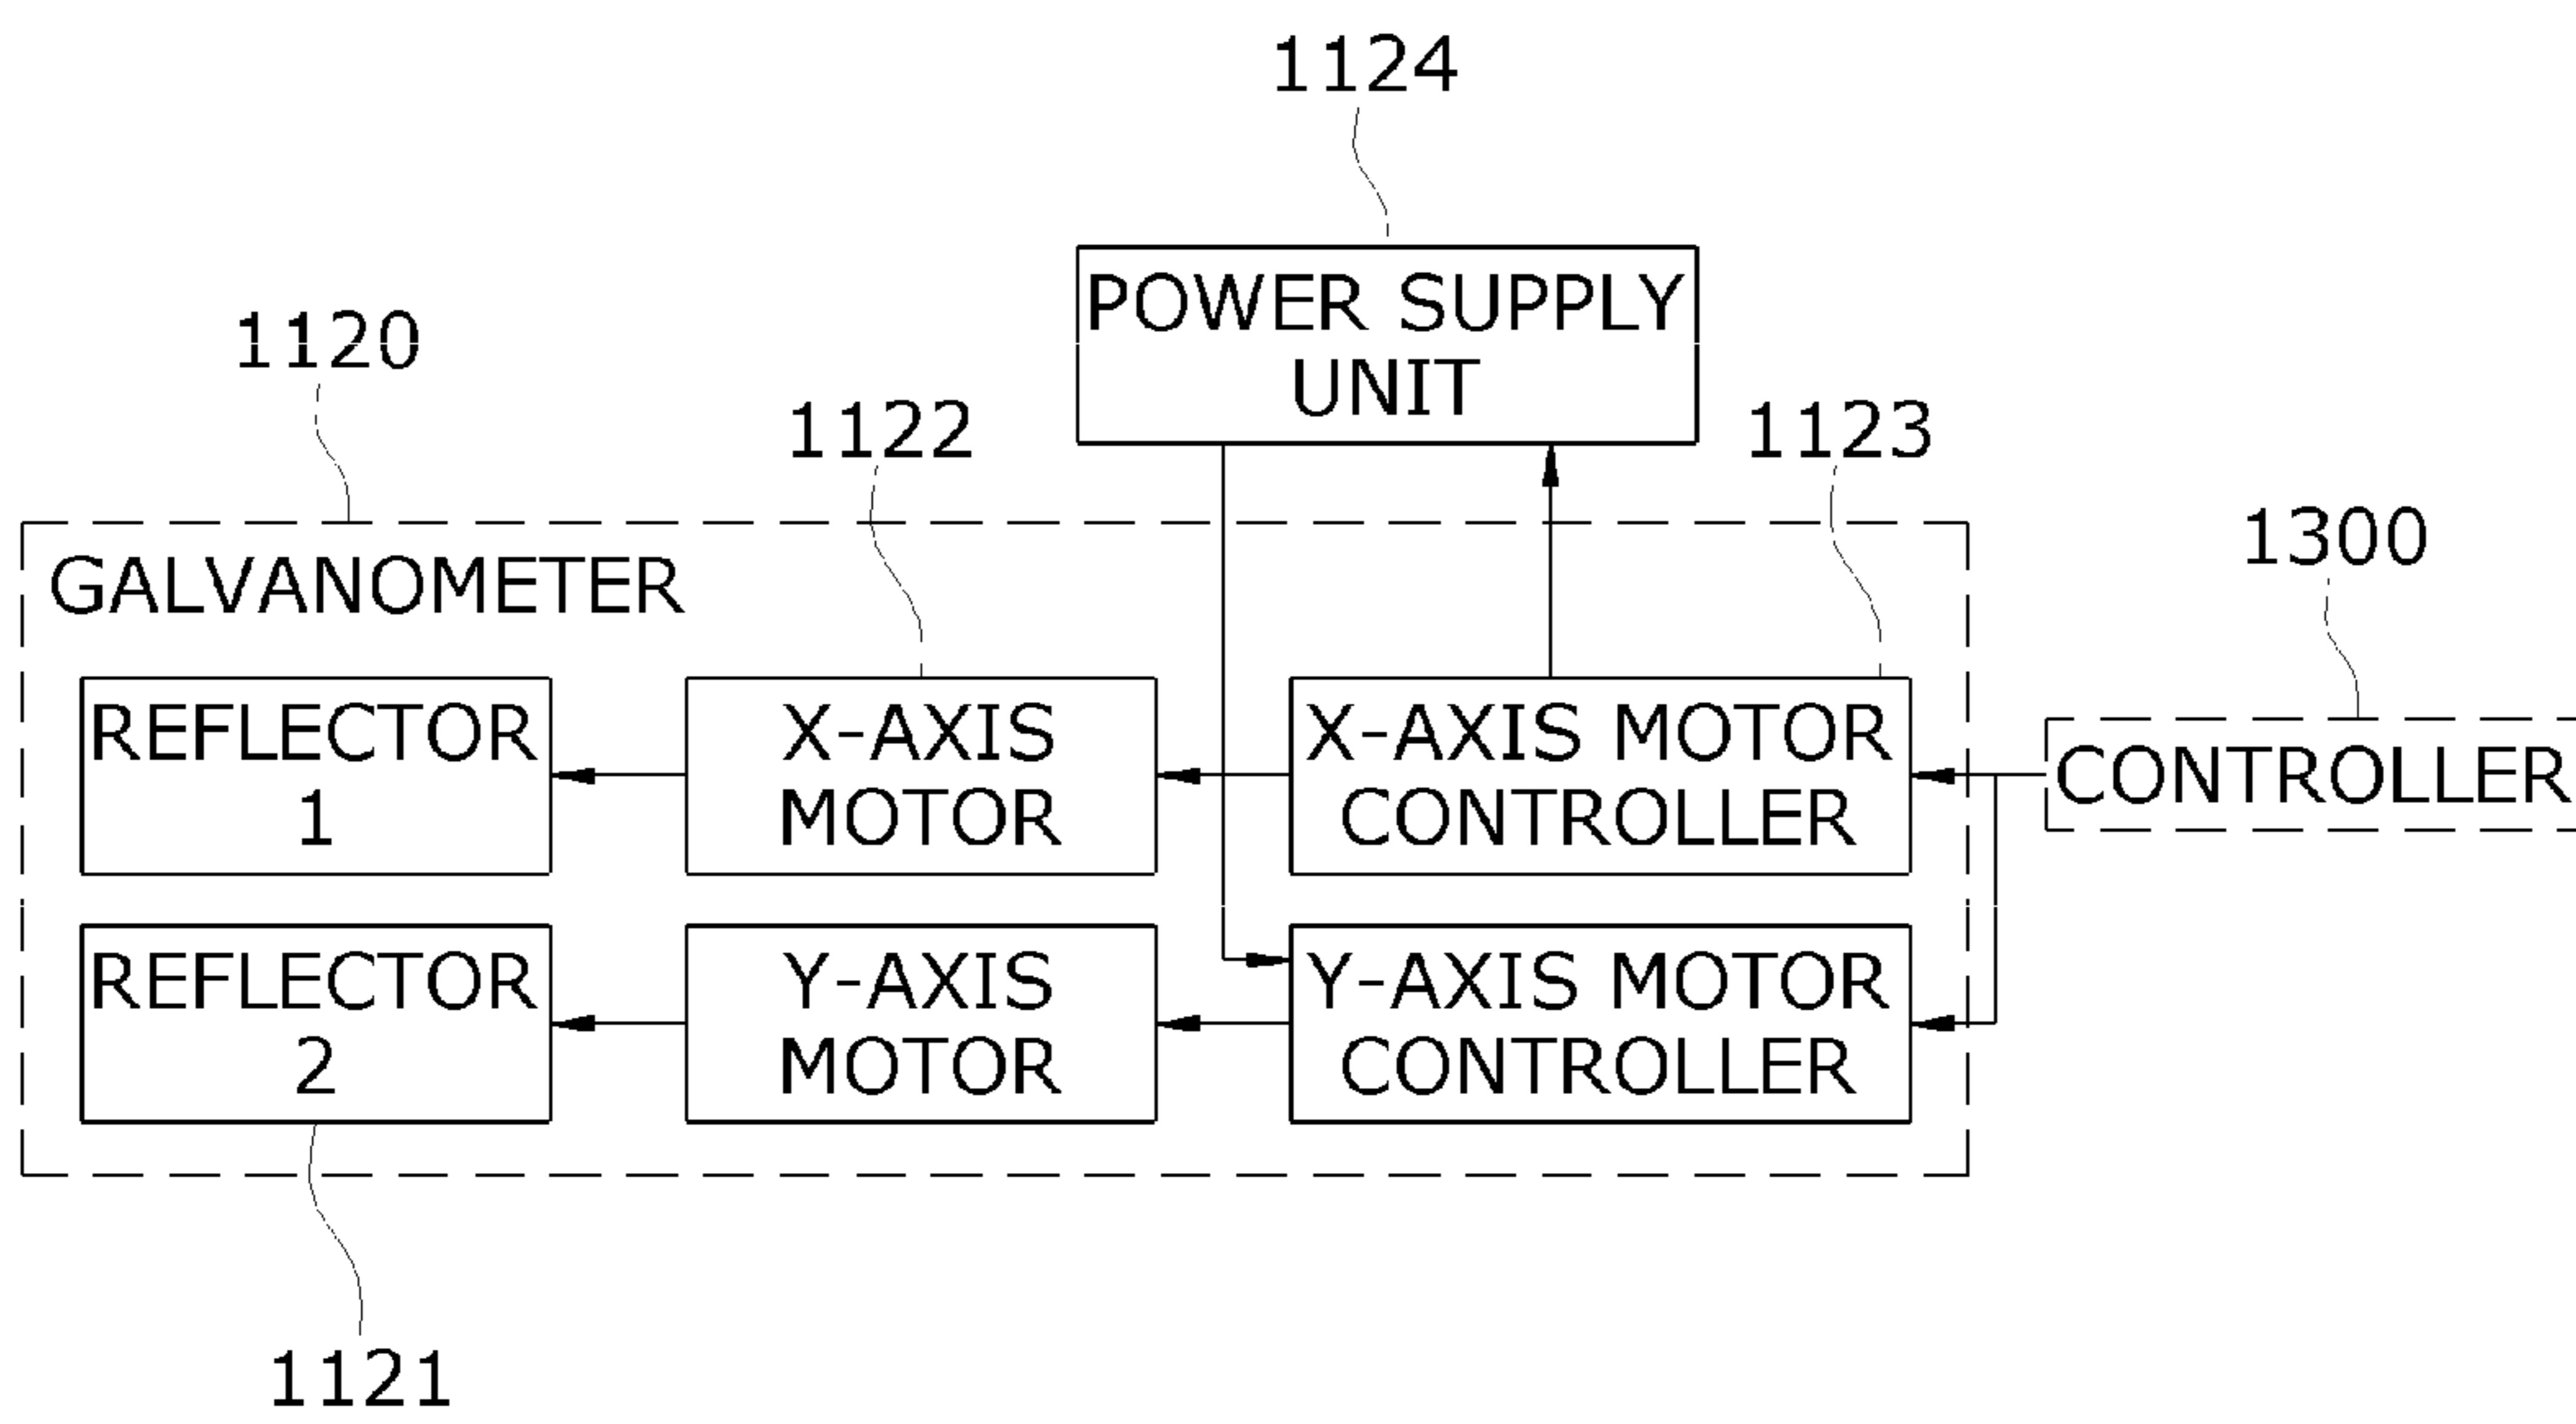 1124
POWER SUPPLY
UNIT
1120
1122
1123
1300
GALVANOMETER
REFLECTOR
1
X-AXIS
MOTOR
X-AXIS MOTOR
CONTROLLER
CONTROLLER
REFLECTOR
2
Y-AXIS
MOTOR
Y-AXIS MOTOR
CONTROLLER
1121